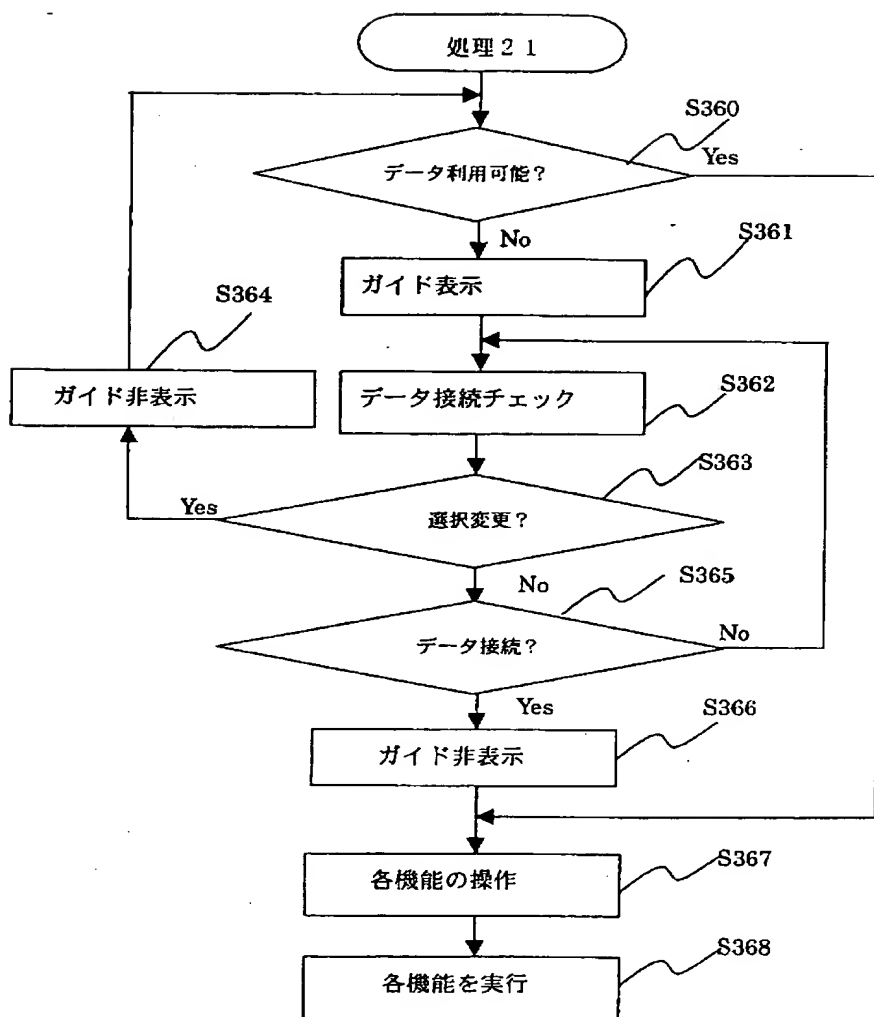 処理21
S360
データ利用可能?
Yes
No
S361
ガイド表示
S364
ガイド非表示
データ接続チェック
S362
S363
Yes
選択変更?
No
S365
データ接続?
No
Yes
S366
ガイド非表示
各機能の操作
S367
各機能を実行
S368